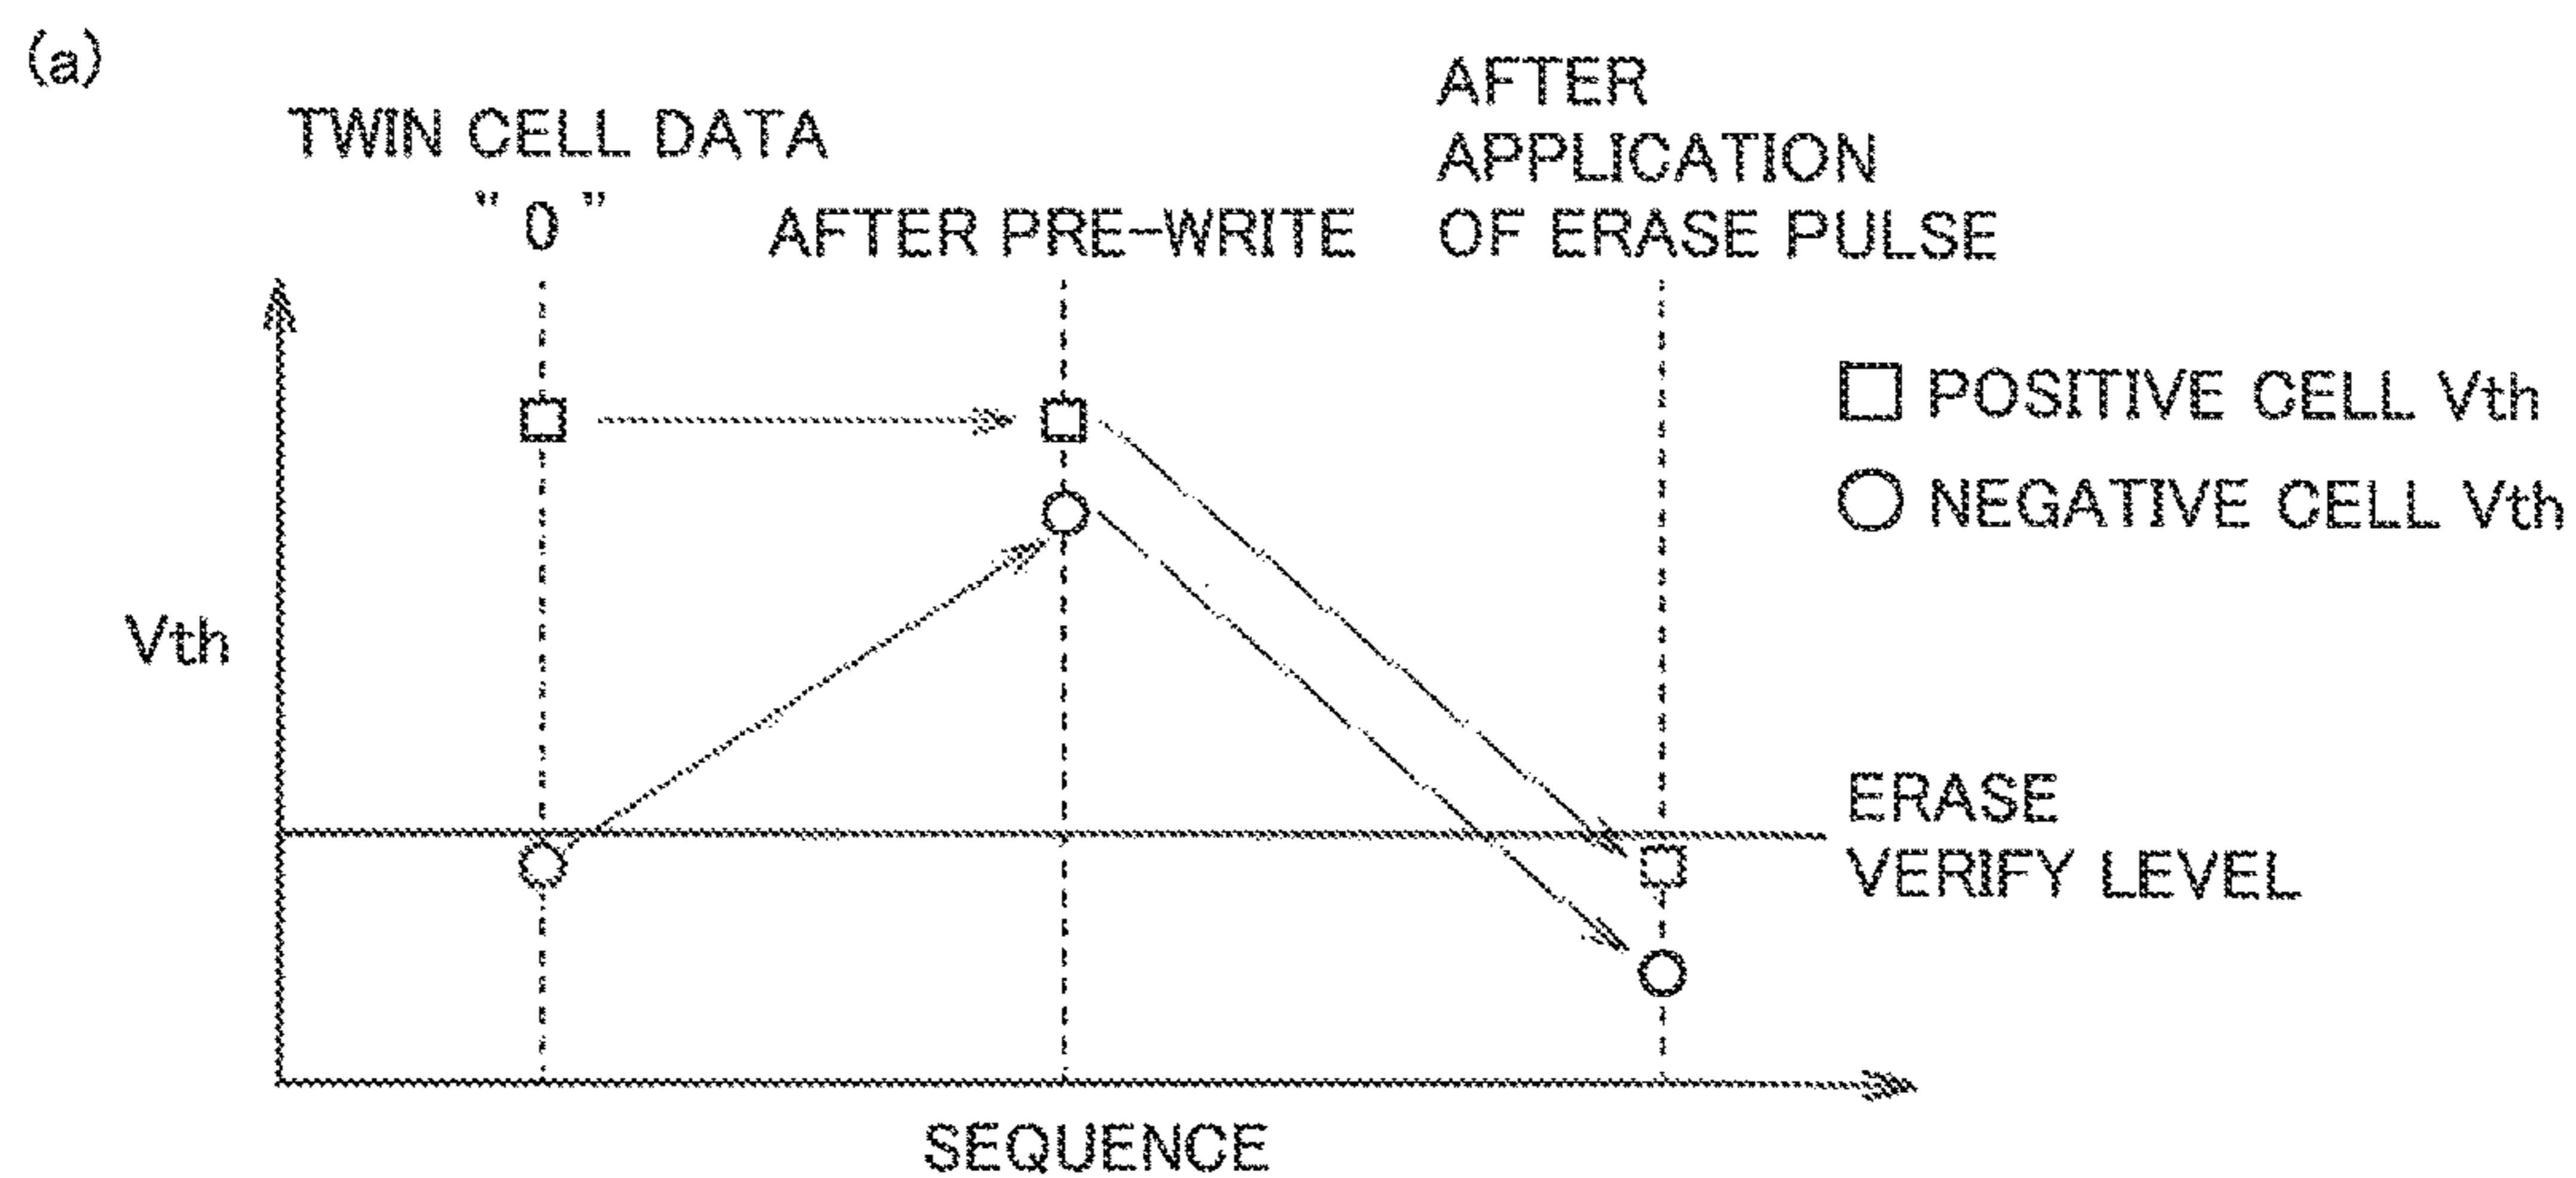 (a)
TWIN CELL DATA
" 0 "
AFTER PRE-WRITE
AFTER
APPLICATION
OF ERASE PULSE
□ POSITIVE CELL Vth
○ NEGATIVE CELL Vth
Vth
ERASE
VERIFY LEVEL
SEQUENCE